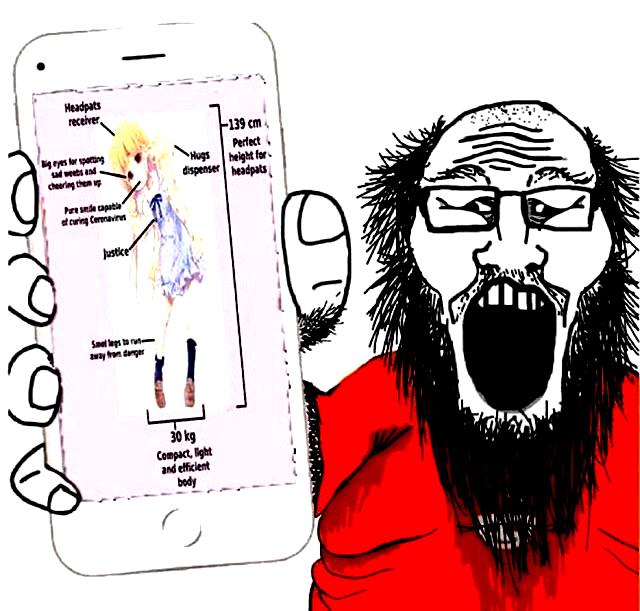 Headpats
receiver
139 cm
Perfect
height for
headpats
Hugs
dispenser
Big eyes for spotting
sad weebs and
cheering them up
Pure smile capable
of curing Coronavirus
Justice
Smol legs to run
away from danger
30 kg
Compact, light
and efficient
body